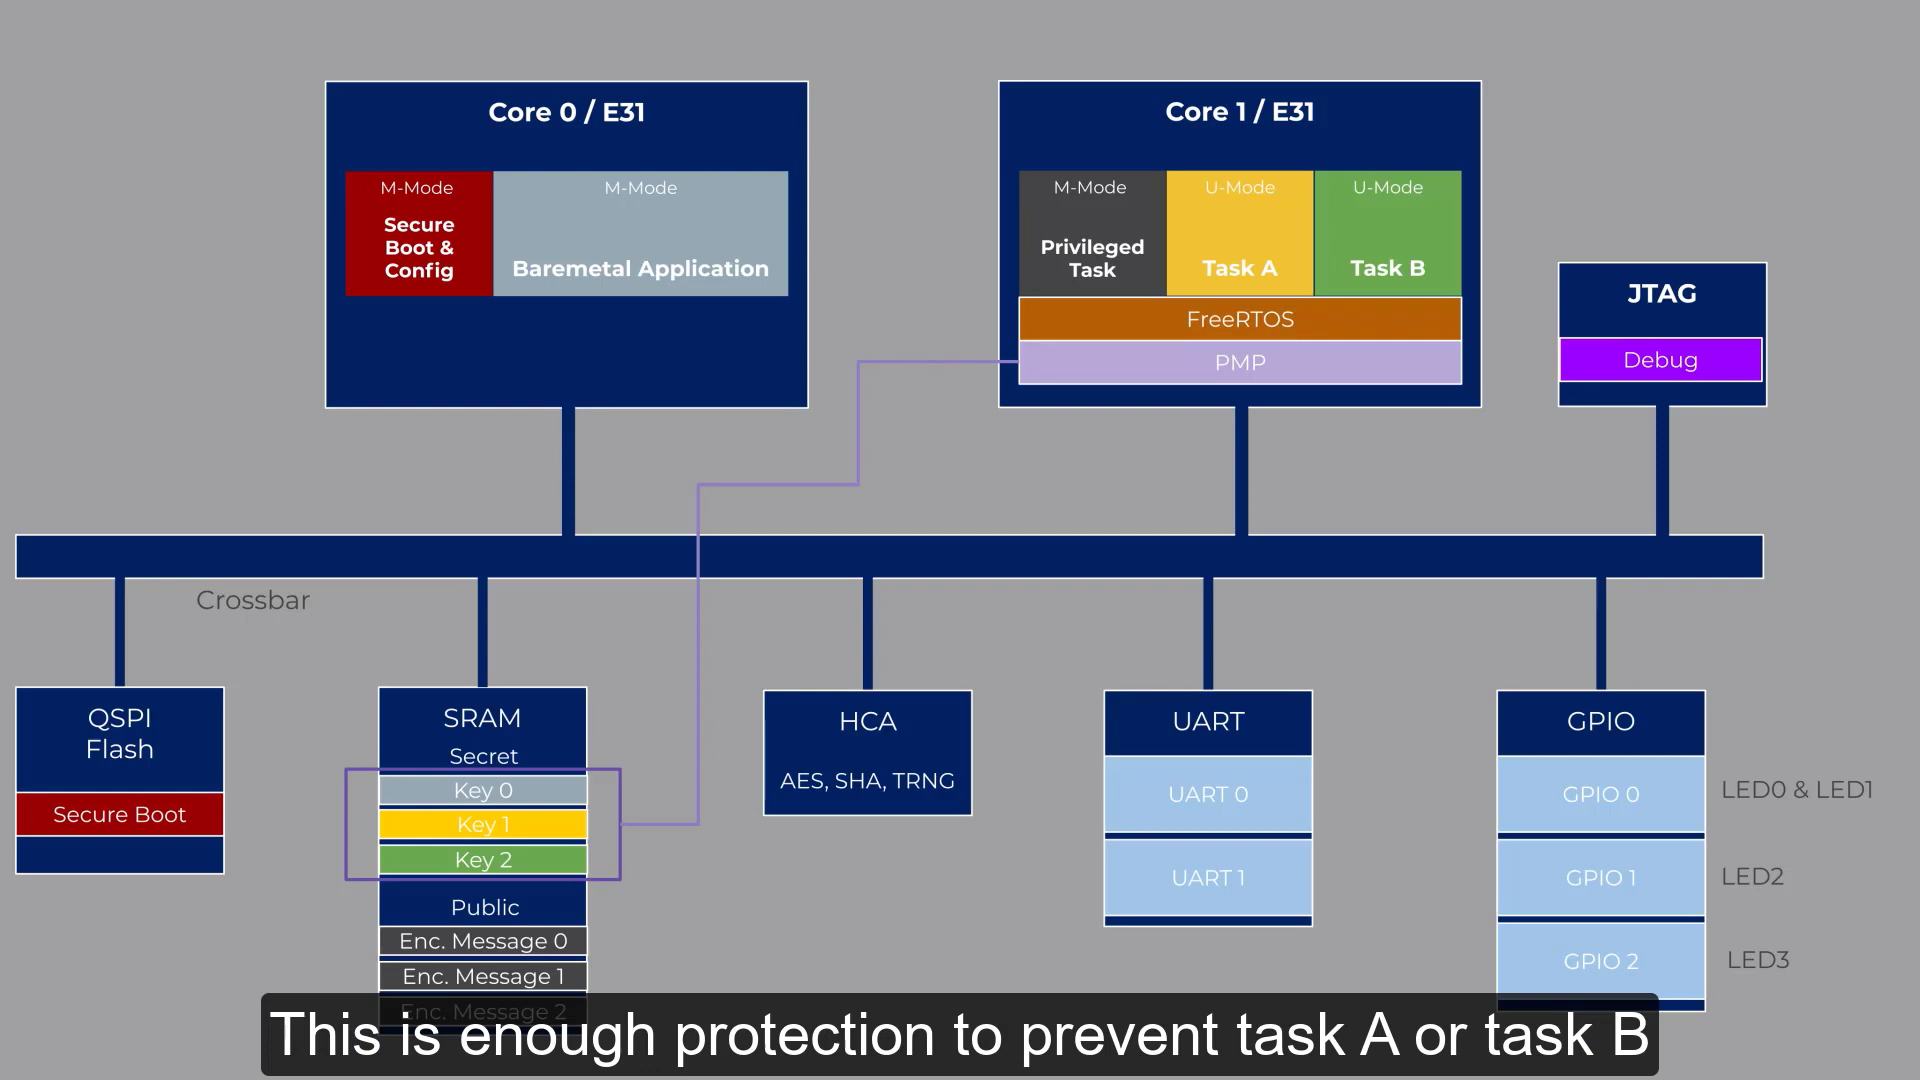 Core 0 / E31
M-Mode
Secure
Boot &
Config
M-Mode
Baremetal Application
Core 1 / E31
M-Mode
Privileged
Task
U-Mode
Task A
U-Mode
Task B
FreeRTOS
PMP
JTAG
Debug
Crossbar
QSPI
Flash
Secure Boot
SRAM
Secret
Key 0
Key 1
Key 2
Public
Enc. Message 0
Enc. Message 1
Enc. Message 2
HCA
AES, SHA, TRNG
UART
UART 0
UART 1
GPIO
GPIO 0
LED0 & LED1
GPIO 1
LED2
GPIO 2
LED3
This is enough protection to prevent task A or task B